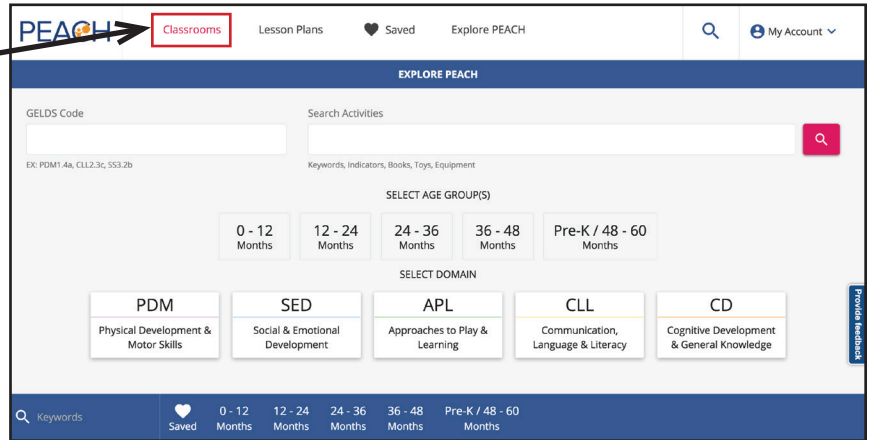 PEACH Classrooms Lesson Plans Saved Explore PEACH My Account
EXPLORE PEACH
GELDS Code Search Activities
EX: PDM1.4a, CLL2.3c, SS3.2b Keywords, Indicators, Books, Toys, Equipment
SELECT AGE GROUP(S)
0 - 12 12 - 24 24 - 36 36 - 48 Pre-K / 48 - 60
Months Months Months Months Months
SELECT DOMAIN
PDM SED APL CLL CD
Physical Development & Social & Emotional Approaches to Play & Communication, Cognitive Development
Motor Skills Development Learning Language & Literacy & General Knowledge
Provide feedback
Keywords 0 - 12 12 - 24 24 - 36 36 - 48 Pre-K / 48 - 60
Saved Months Months Months Months Months